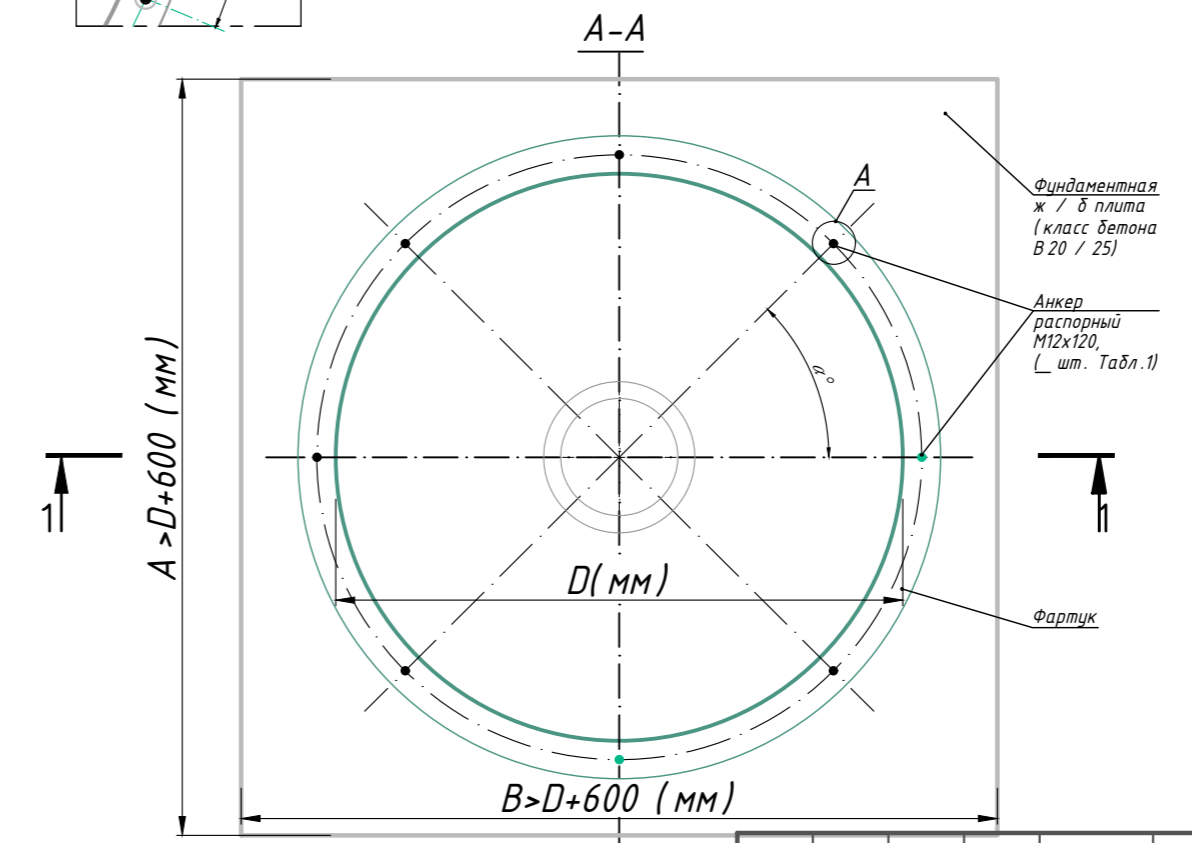 А-А
А
Фундаментная
ж / б плита
(класс бетона
В 20 / 25)
Анкер
распорный
М12х120,
(_ шт. Табл.1)
α°
А >D+600 (мм)
1
1
D(мм)
Фартук
В>D+600 (мм)